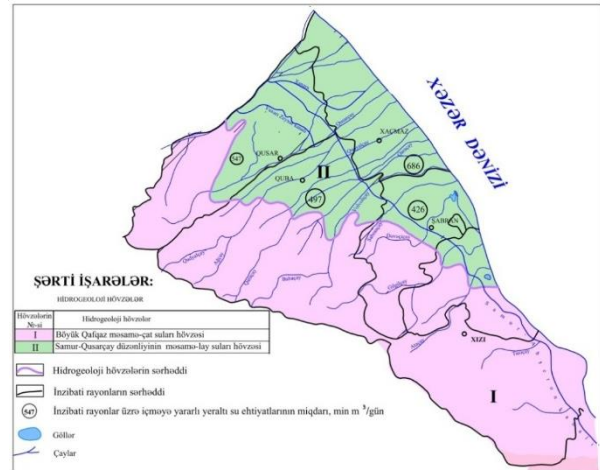 XƏZƏR DƏNİZİ
XAÇMAZ
547
QUSAR
686
II
QUBA
497
426
ŞABRAN
ŞƏRTİ İŞARƏLƏR:
HİDROGEOLOJİ HÖVZƏLƏR
Hövzələrin №-si
Hidrogeoloji hövzələr
I Böyük Qafqaz məsamə-çat suları hövzəsi
II Samur-Qusarçay düzənliyinin məsamə-lay suları hövzəsi
XIZI
I
Hidrogeoloji hövzələrin sərhəddi
İnzibati rayonların sərhəddi
547 İnzibati rayonlar üzrə içməyə yararlı yeraltı su ehtiyatlarının miqdarı, min m³/gün
Göllər
Çaylar